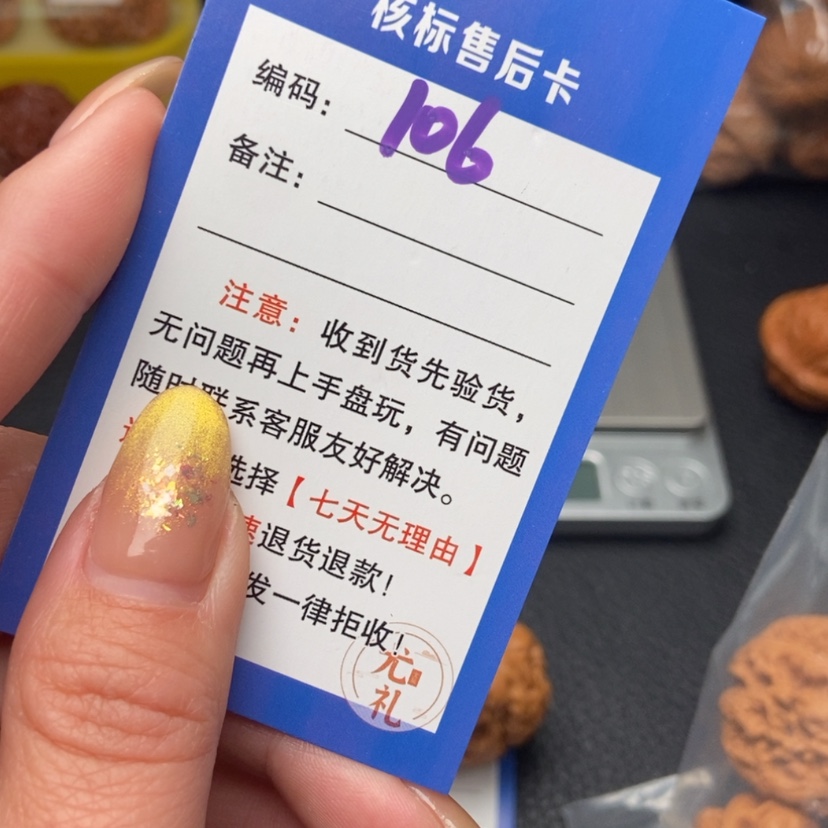 核标售后卡
编码：106
备注：
注意：收到货先验货，
无问题再上手盘玩，有问题
随时联系客服友好解决。
选择【七天无理由】
退货退款！
发一律拒收！
元
礼